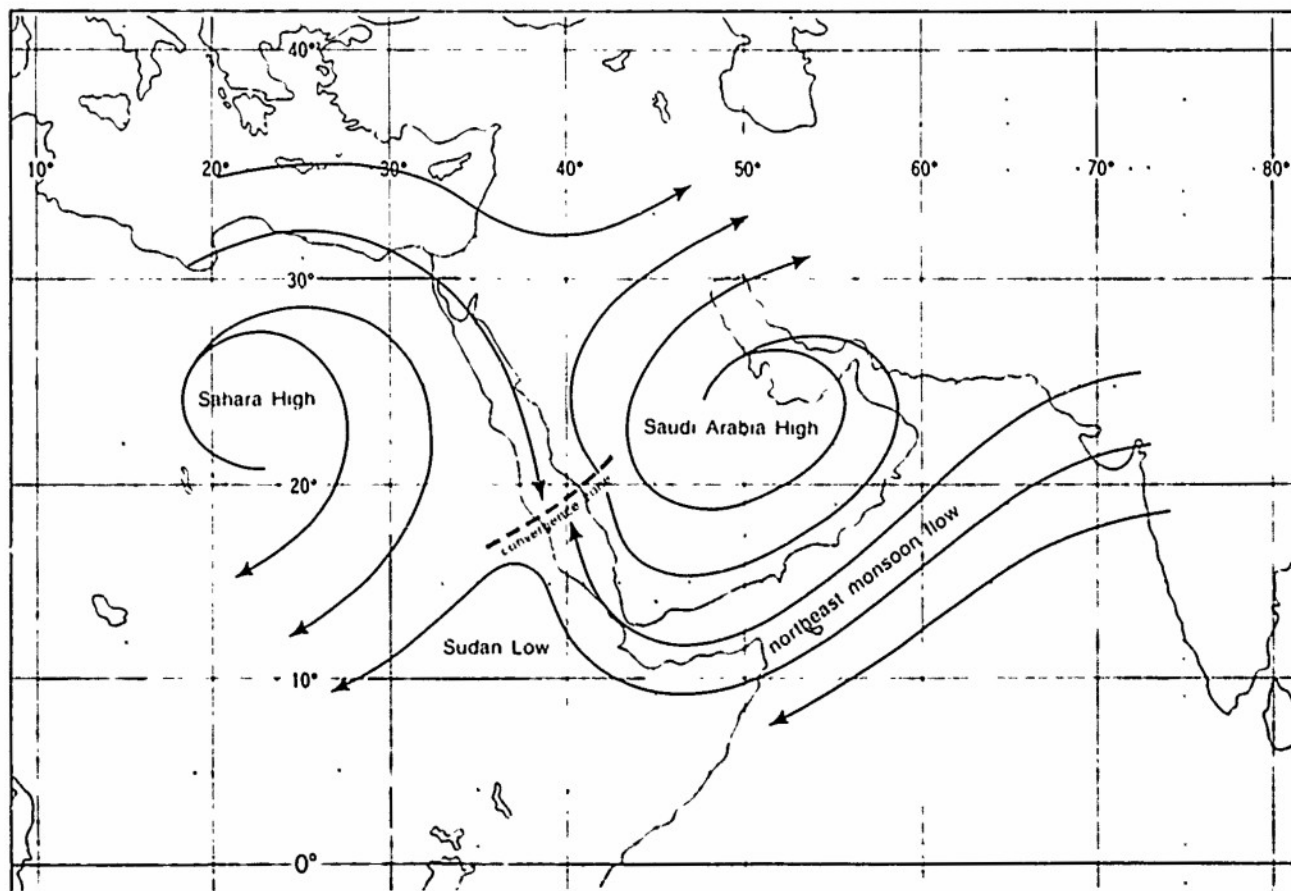 40°
10°
20°
30°
40°
50°
60°
70°
80°
30°
Sahara High
Saudi Arabia High
20°
convergence zone
northeast monsoon flow
Sudan Low
10°
0°